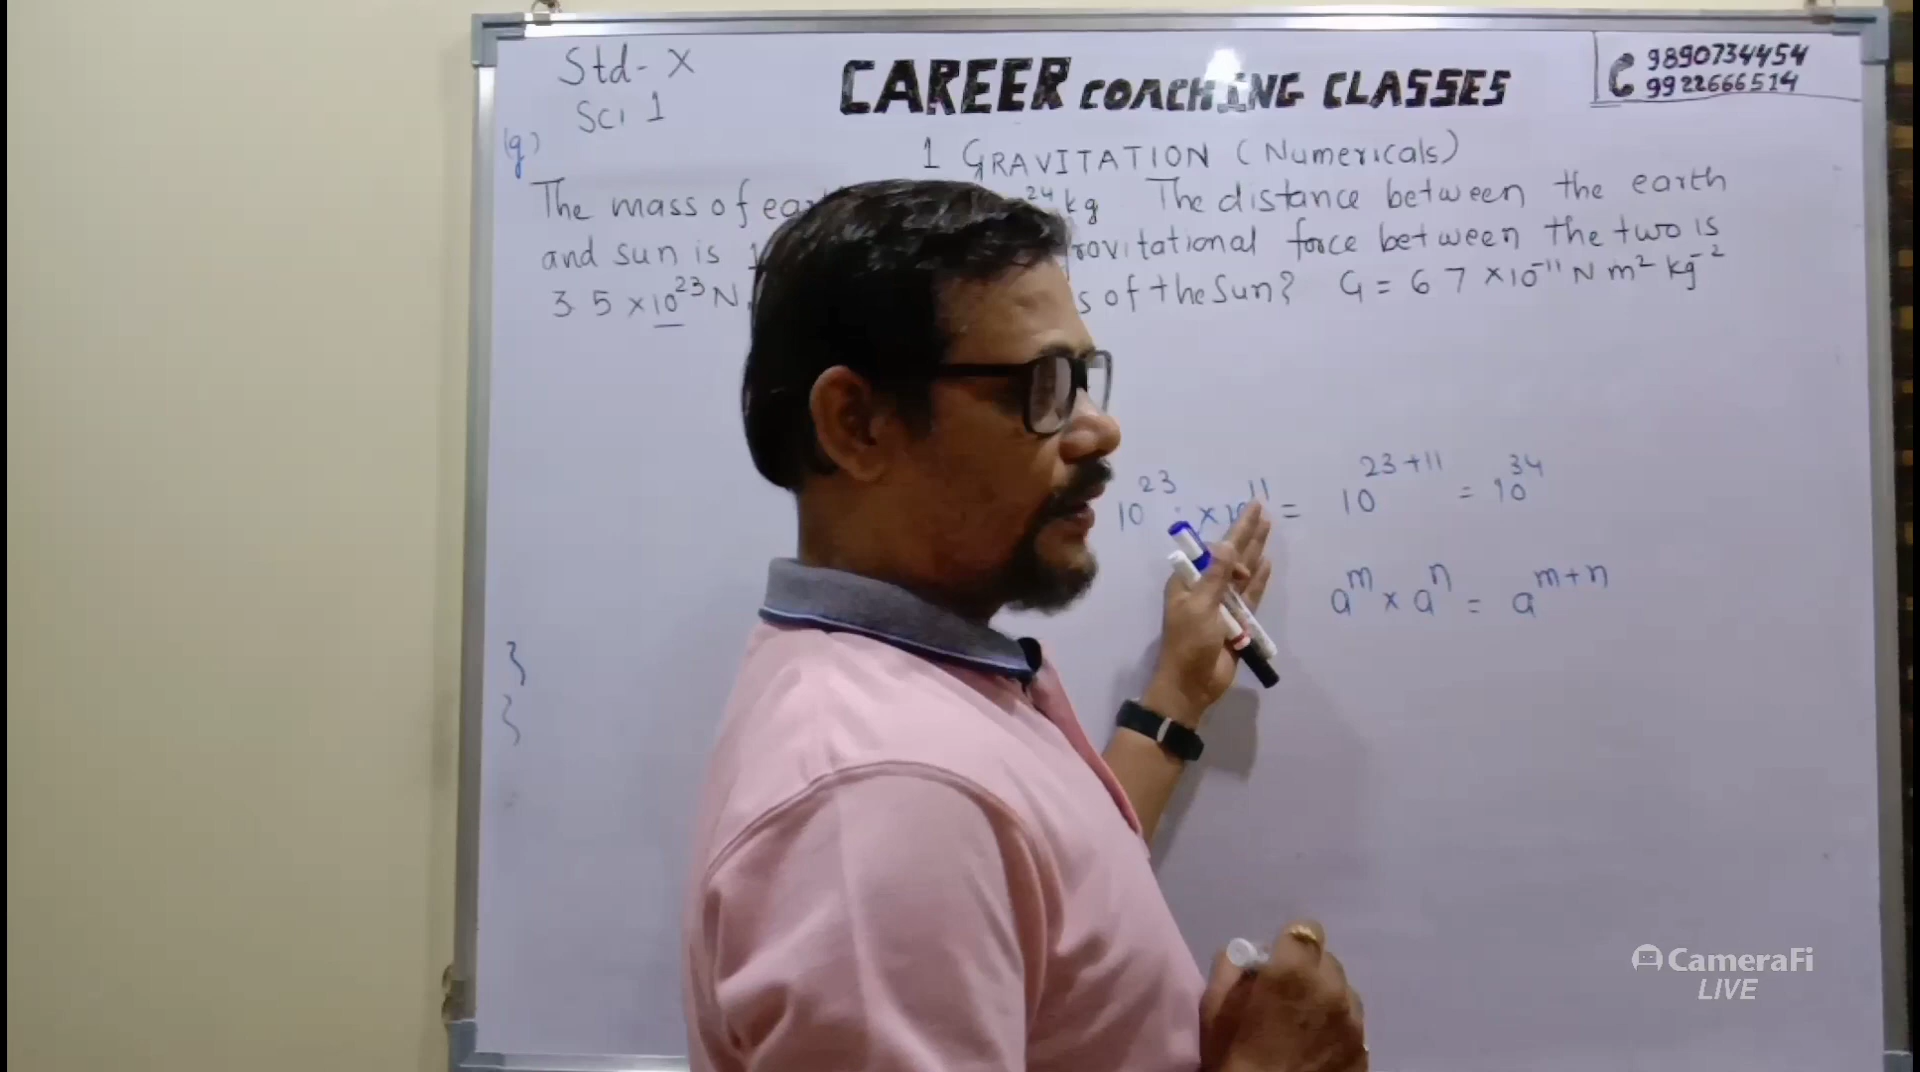 Std- X
Sci 1
CAREER COACHING CLASSES
9890734454
9922666514
(g)
1 GRAVITATION (Numericals)
The mass of 24 kg The distance between the earth
and sun is force between the two is
3.5 × 10²³ N of the Sun? G = 6 7 × 10⁻¹¹ N m² kg⁻²
10²³ × 10¹¹ = 10²³⁺¹¹ = 10³⁴
aᵐ × aⁿ = aᵐ⁺ⁿ
CameraFi
LIVE